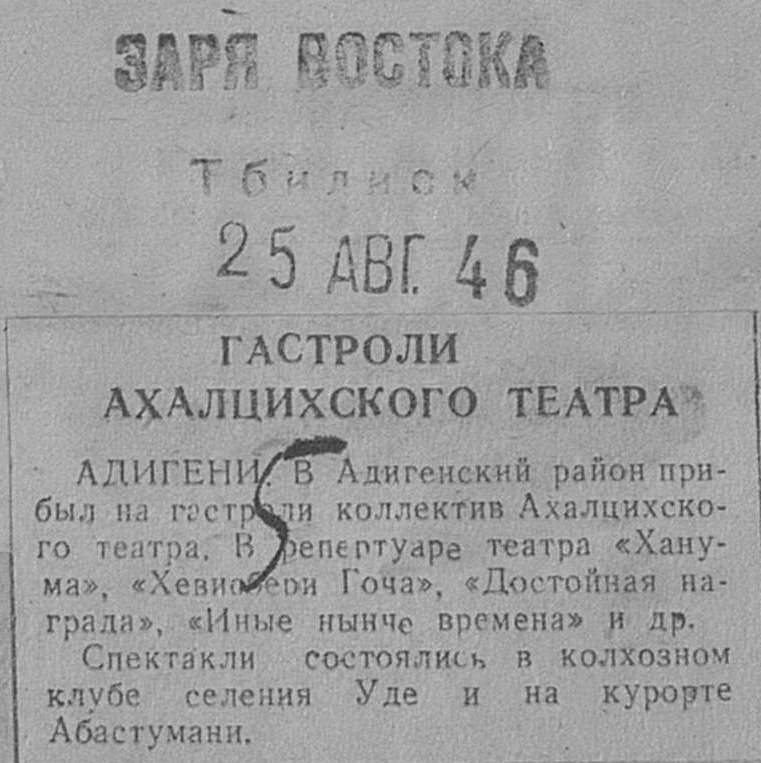 ЗАРЯ ВОСТОКА
Тбилиси
25 АВГ. 46
ГАСТРОЛИ
АХАЛЦИХСКОГО ТЕАТРА
АДИГЕНИ. В Адигенский район при-
был на гастроли коллектив Ахалцихско-
го театра. В репертуаре театра «Хану-
ма», «Хевисбери Гоча», «Достойная на-
града», «Иные нынче времена» и др.
Спектакли состоялись в колхозном
клубе селения Уде и на курорте
Абастумани.